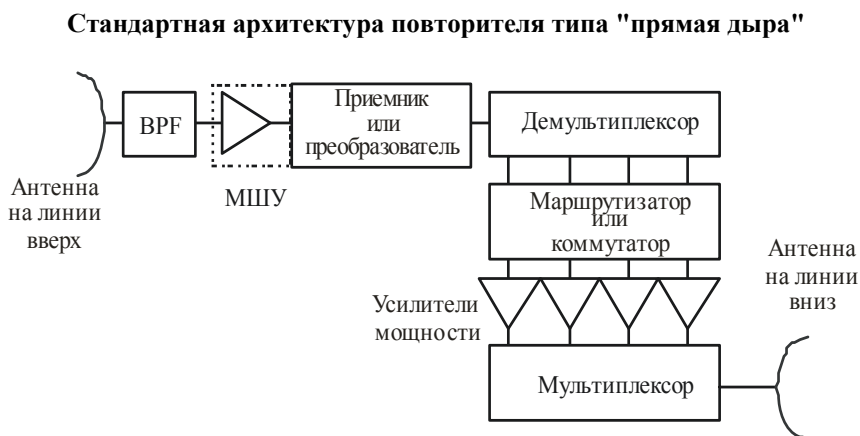 Стандартная архитектура повторителя типа "прямая дыра"
Антенна
на линии
вверх
BPF
МШУ
Приемник
или
преобразователь
Демультиплексор
Маршрутизатор
или
коммутатор
Усилители
мощности
Мультиплексор
Антенна
на линии
вниз